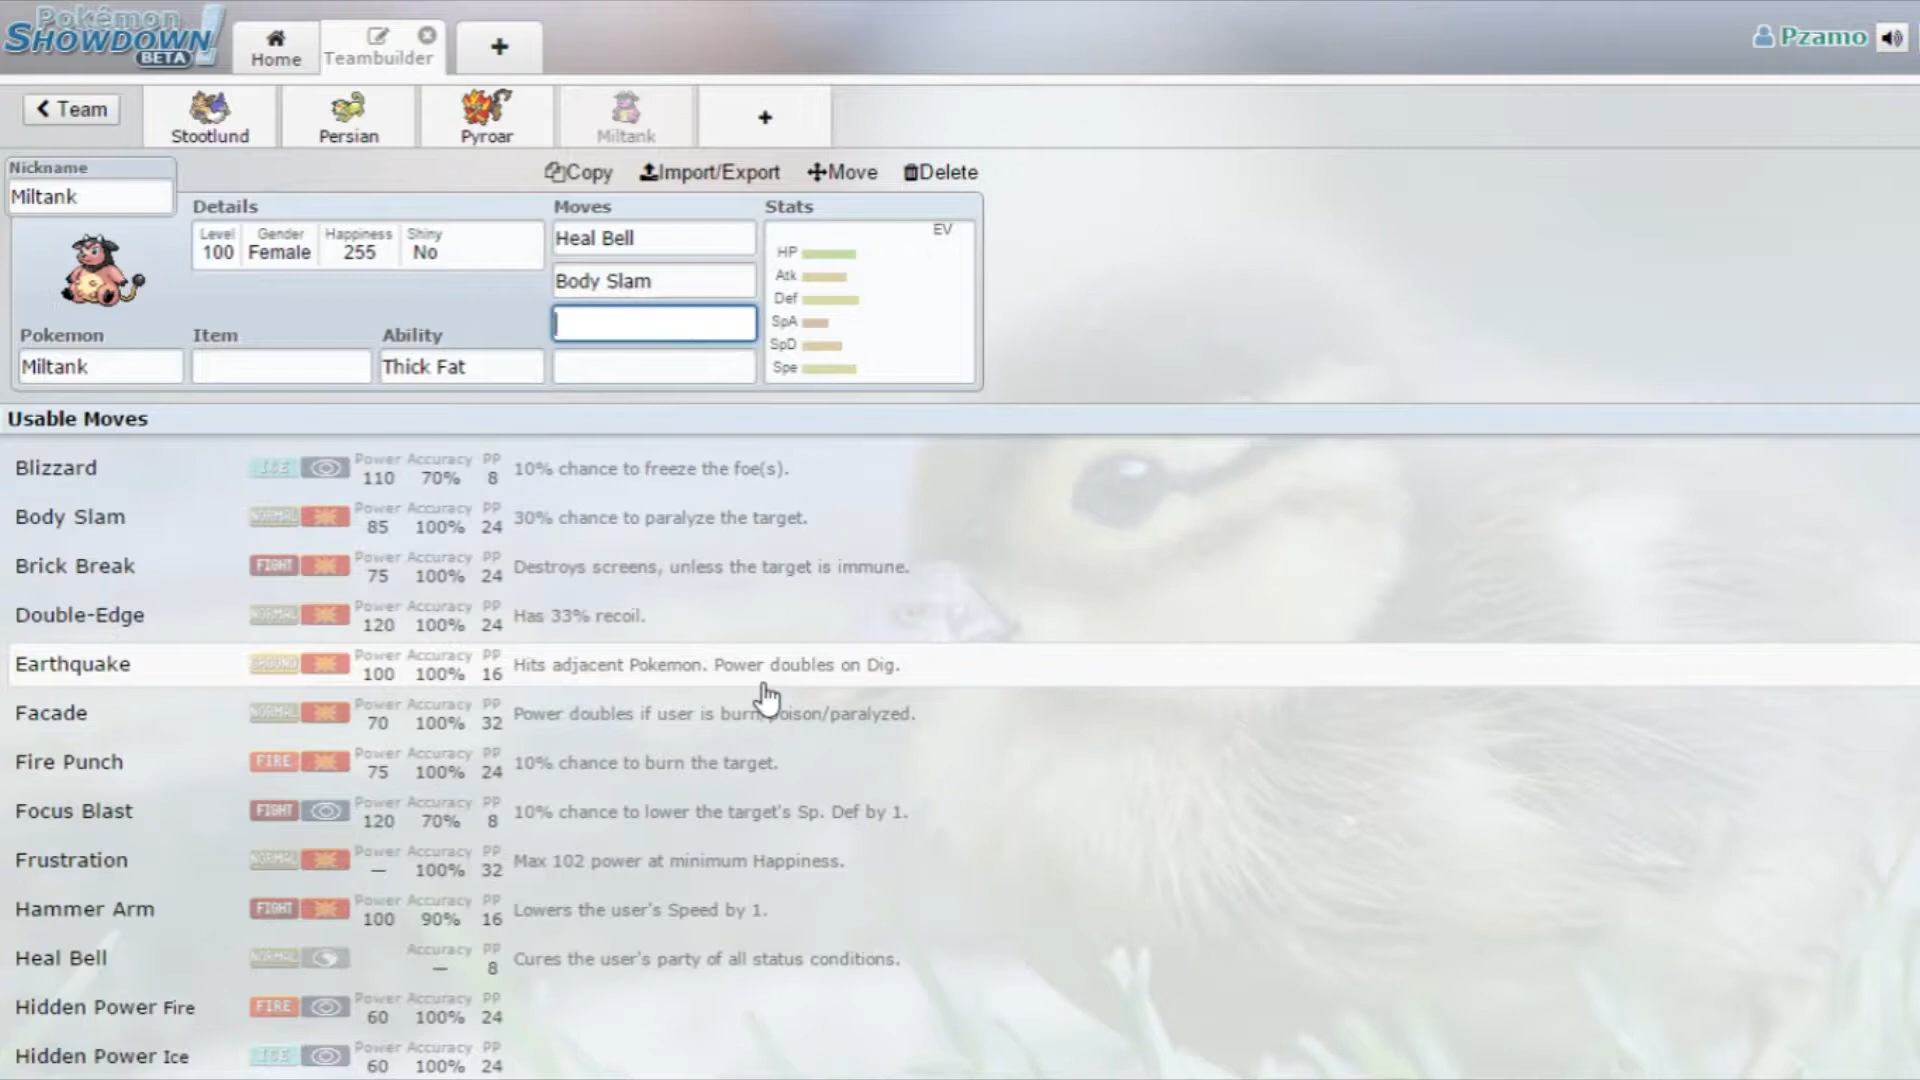 Pokémon
SHOWDOWN!
BETA
Home
Teambuilder
+
Pzamo
Team
Stootlund
Persian
Pyroar
Miltank
+
Nickname
Miltank
Copy
Import/Export
Move
Delete
Details
Level Gender Happiness Shiny
100 Female 255 No
Pokemon
Miltank
Item
Ability
Thick Fat
Moves
Heal Bell
Body Slam
Stats
EV
HP
Atk
Def
SpA
SpD
Spe
Usable Moves
Blizzard ICE Power 110 Accuracy 70% PP 8 10% chance to freeze the foe(s).
Body Slam NORMAL Power 85 Accuracy 100% PP 24 30% chance to paralyze the target.
Brick Break FIGHT Power 75 Accuracy 100% PP 24 Destroys screens, unless the target is immune.
Double-Edge NORMAL Power 120 Accuracy 100% PP 24 Has 33% recoil.
Earthquake GROUND Power 100 Accuracy 100% PP 16 Hits adjacent Pokemon. Power doubles on Dig.
Facade NORMAL Power 70 Accuracy 100% PP 32 Power doubles if user is burn/poison/paralyzed.
Fire Punch FIRE Power 75 Accuracy 100% PP 24 10% chance to burn the target.
Focus Blast FIGHT Power 120 Accuracy 70% PP 8 10% chance to lower the target's Sp. Def by 1.
Frustration NORMAL Power — Accuracy 100% PP 32 Max 102 power at minimum Happiness.
Hammer Arm FIGHT Power 100 Accuracy 90% PP 16 Lowers the user's Speed by 1.
Heal Bell NORMAL Accuracy — PP 8 Cures the user's party of all status conditions.
Hidden Power Fire FIRE Power 60 Accuracy 100% PP 24
Hidden Power Ice ICE Power 60 Accuracy 100% PP 24